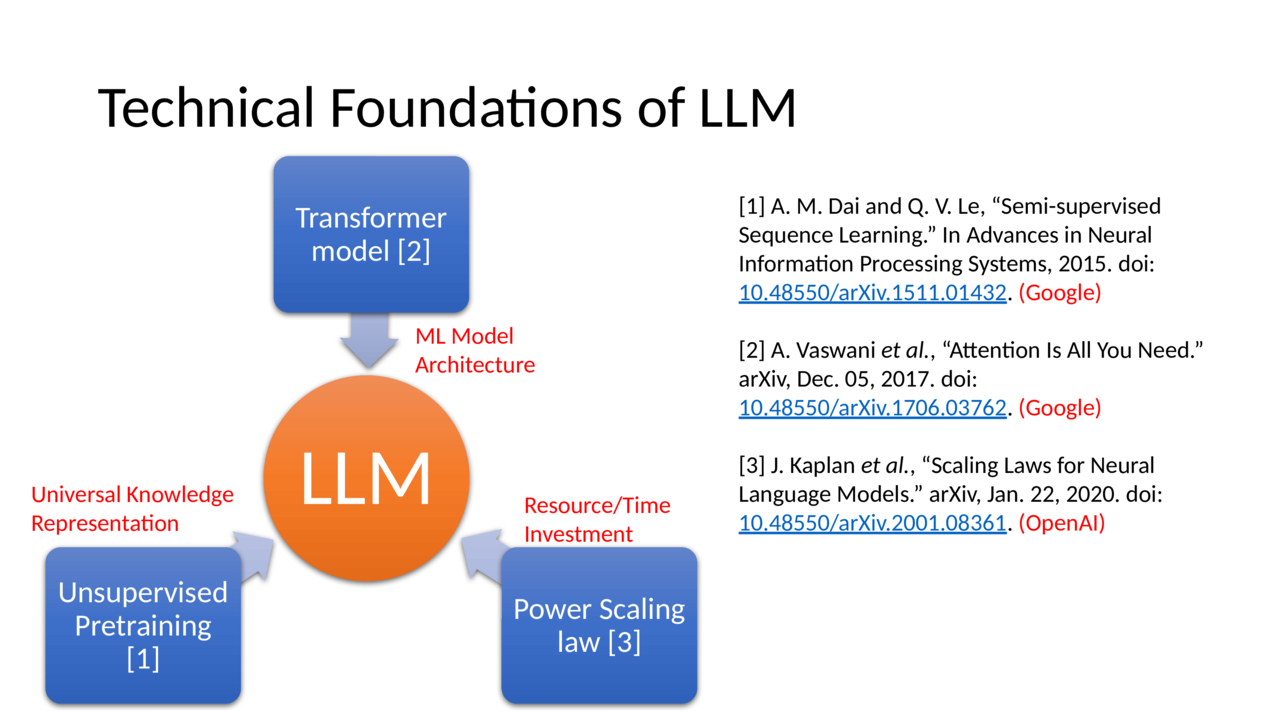 Technical Foundations of LLM
Transformer
model [2]
ML Model
Architecture
LLM
Universal Knowledge
Representation
Resource/Time
Investment
Unsupervised
Pretraining
[1]
Power Scaling
law [3]
[1] A. M. Dai and Q. V. Le, “Semi-supervised
Sequence Learning.” In Advances in Neural
Information Processing Systems, 2015. doi:
10.48550/arXiv.1511.01432. (Google)
[2] A. Vaswani et al., “Attention Is All You Need.”
arXiv, Dec. 05, 2017. doi:
10.48550/arXiv.1706.03762. (Google)
[3] J. Kaplan et al., “Scaling Laws for Neural
Language Models.” arXiv, Jan. 22, 2020. doi:
10.48550/arXiv.2001.08361. (OpenAI)